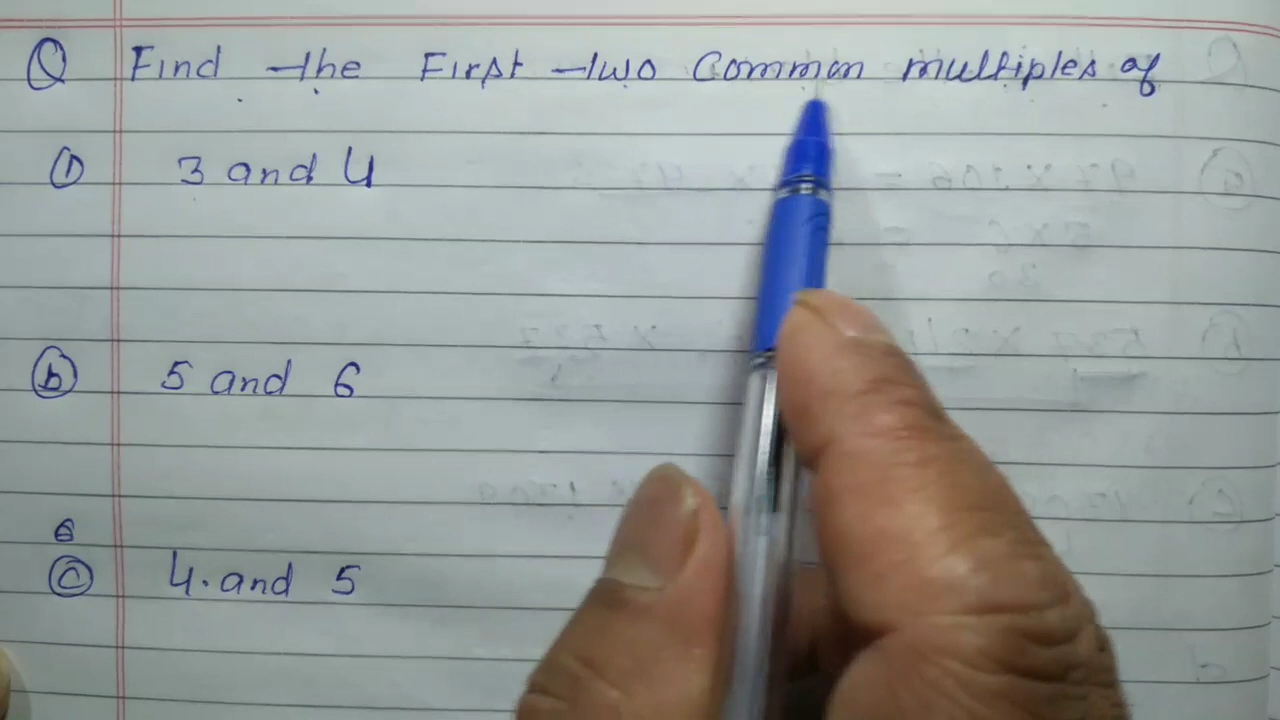 Q Find the First two Common multiples of
① 3 and 4
ⓑ 5 and 6
6
ⓒ 4. and 5